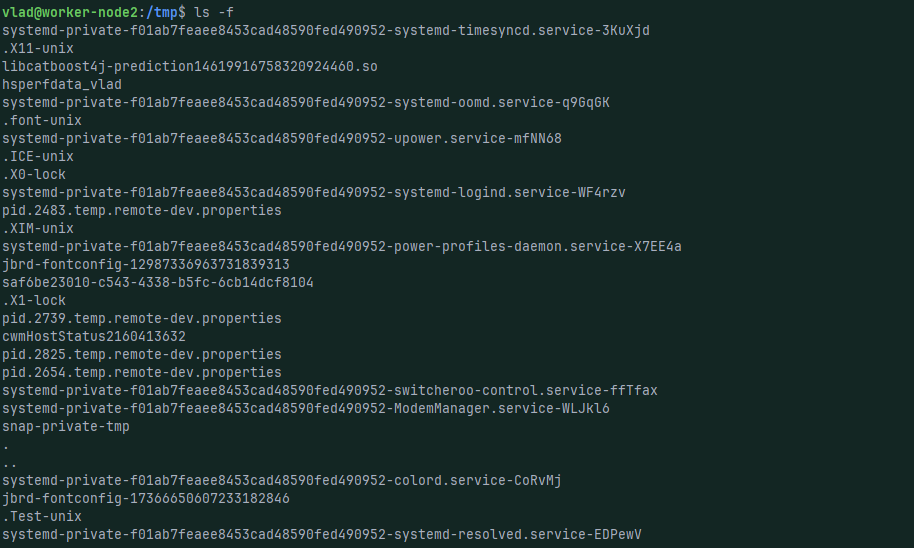 vlad@worker-node2:/tmp$ ls -f
systemd-private-f01ab7feaee8453cad48590fed490952-systemd-timesyncd.service-3KuXjd
.X11-unix
libcatboost4j-prediction14619916758320924460.so
hsperfdata_vlad
systemd-private-f01ab7feaee8453cad48590fed490952-systemd-oomd.service-q9GqGK
.font-unix
systemd-private-f01ab7feaee8453cad48590fed490952-upower.service-mfNN68
.ICE-unix
.X0-lock
systemd-private-f01ab7feaee8453cad48590fed490952-systemd-logind.service-WF4rzv
pid.2483.temp.remote-dev.properties
.XIM-unix
systemd-private-f01ab7feaee8453cad48590fed490952-power-profiles-daemon.service-X7EE4a
jbrd-fontconfig-12987336963731839313
saf6be23010-c543-4338-b5fc-6cb14dcf8104
.X1-lock
pid.2739.temp.remote-dev.properties
cwmHostStatus2160413632
pid.2825.temp.remote-dev.properties
pid.2654.temp.remote-dev.properties
systemd-private-f01ab7feaee8453cad48590fed490952-switcheroo-control.service-ffTfax
systemd-private-f01ab7feaee8453cad48590fed490952-ModemManager.service-WLJkl6
snap-private-tmp
.
..
systemd-private-f01ab7feaee8453cad48590fed490952-colord.service-CoRvMj
jbrd-fontconfig-17366650607233182846
.Test-unix
systemd-private-f01ab7feaee8453cad48590fed490952-systemd-resolved.service-EDPewV